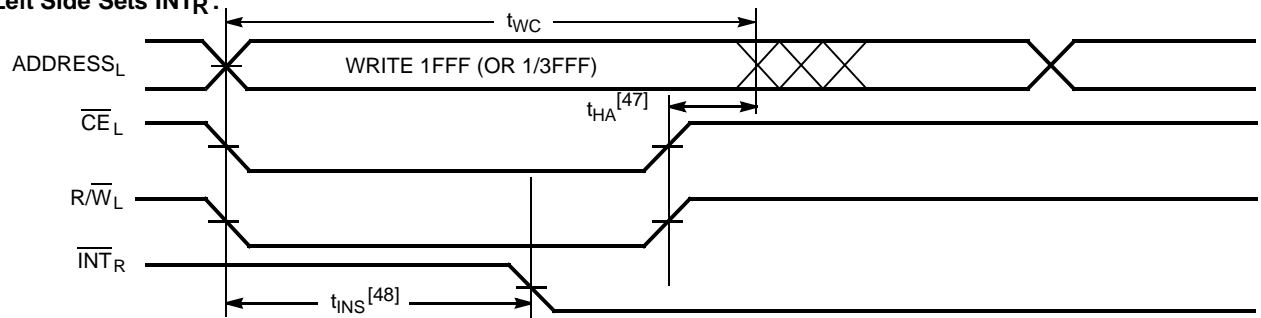 Left Side Sets INTR:
tWC
ADDRESSL
WRITE 1FFF (OR 1/3FFF)
tHA[47]
CEL
R/WL
INTR
tINS[48]